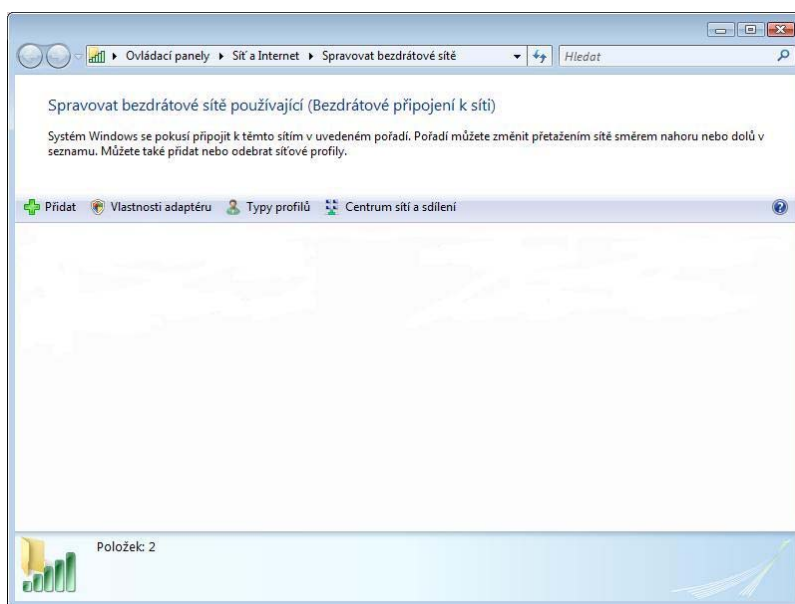 Ovládací panely Síť a Internet Spravovat bezdrátové sítě Hledat
Spravovat bezdrátové sítě používající (Bezdrátové připojení k síti)
Systém Windows se pokusí připojit k těmto sítím v uvedeném pořadí. Pořadí můžete změnit přetažením sítě směrem nahoru nebo dolů v
seznamu. Můžete také přidat nebo odebrat síťové profily.
Přidat Vlastnosti adaptéru Typy profilů Centrum sítí a sdílení
Položek: 2